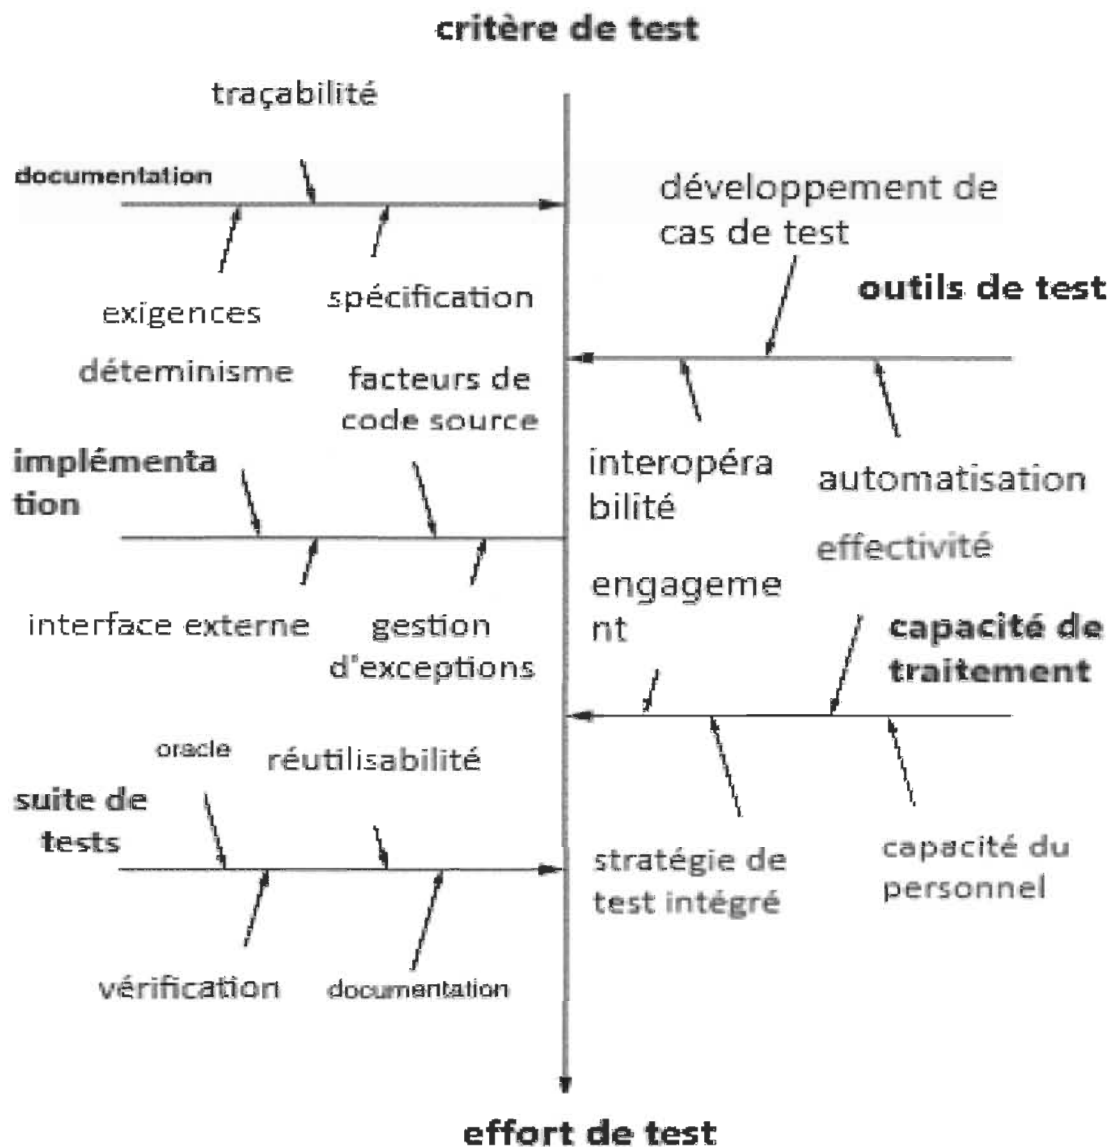 critère de test
traçabilité
documentation
exigences
spécification
déteminisme
facteurs de
code source
implémenta
tion
interface externe
gestion
d'exceptions
oracle
réutilisabilité
suite de
tests
vérification
documentation
développement de
cas de test
outils de test
interopéra
bilité
automatisation
effectivité
engageme
nt
capacité de
traitement
stratégie de
test intégré
capacité du
personnel
effort de test